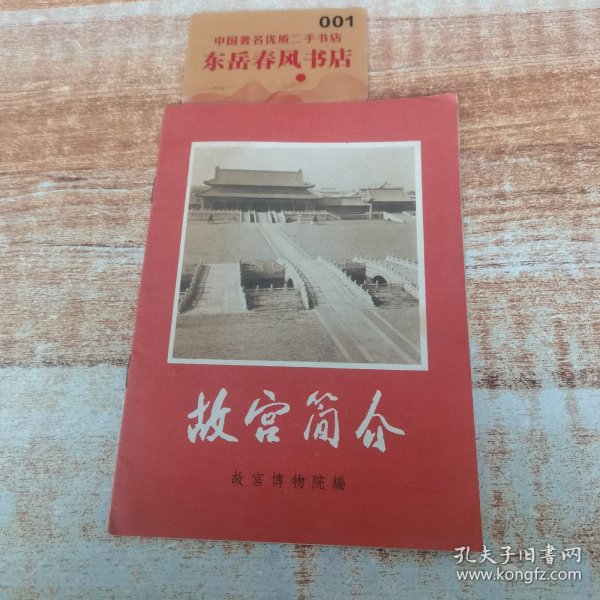 001
中国著名优质二手书店
东岳春风书店
故宫简介
故宫博物院編
孔夫子旧书网
www.kongfz.com